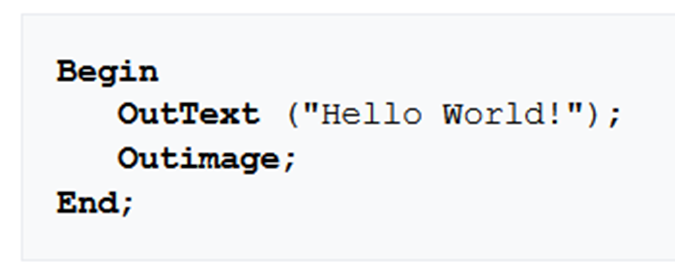 Begin
   OutText ("Hello World!");
   Outimage;
End;